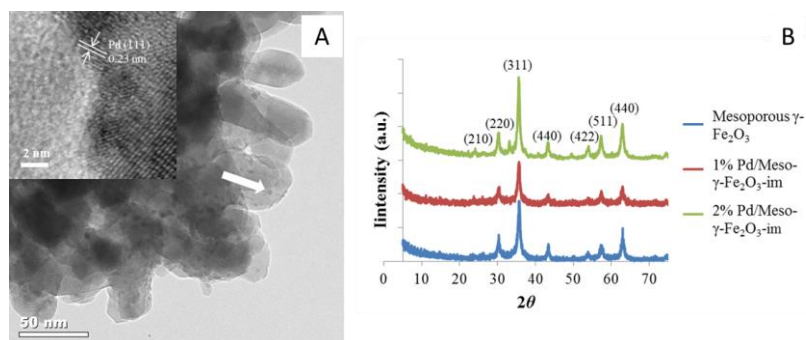 Pd (111)
0.23 nm
2 nm
50 nm
A
B
Iintensity (a.u.)
(210)
(220)
(311)
(440)
(422)
(511)
(440)
0 10 20 30 40 50 60 70
2θ
Mesoporous γ-
Fe₂O₃
1% Pd/Meso-
γ-Fe₂O₃-im
2% Pd/Meso-
γ-Fe₂O₃-im